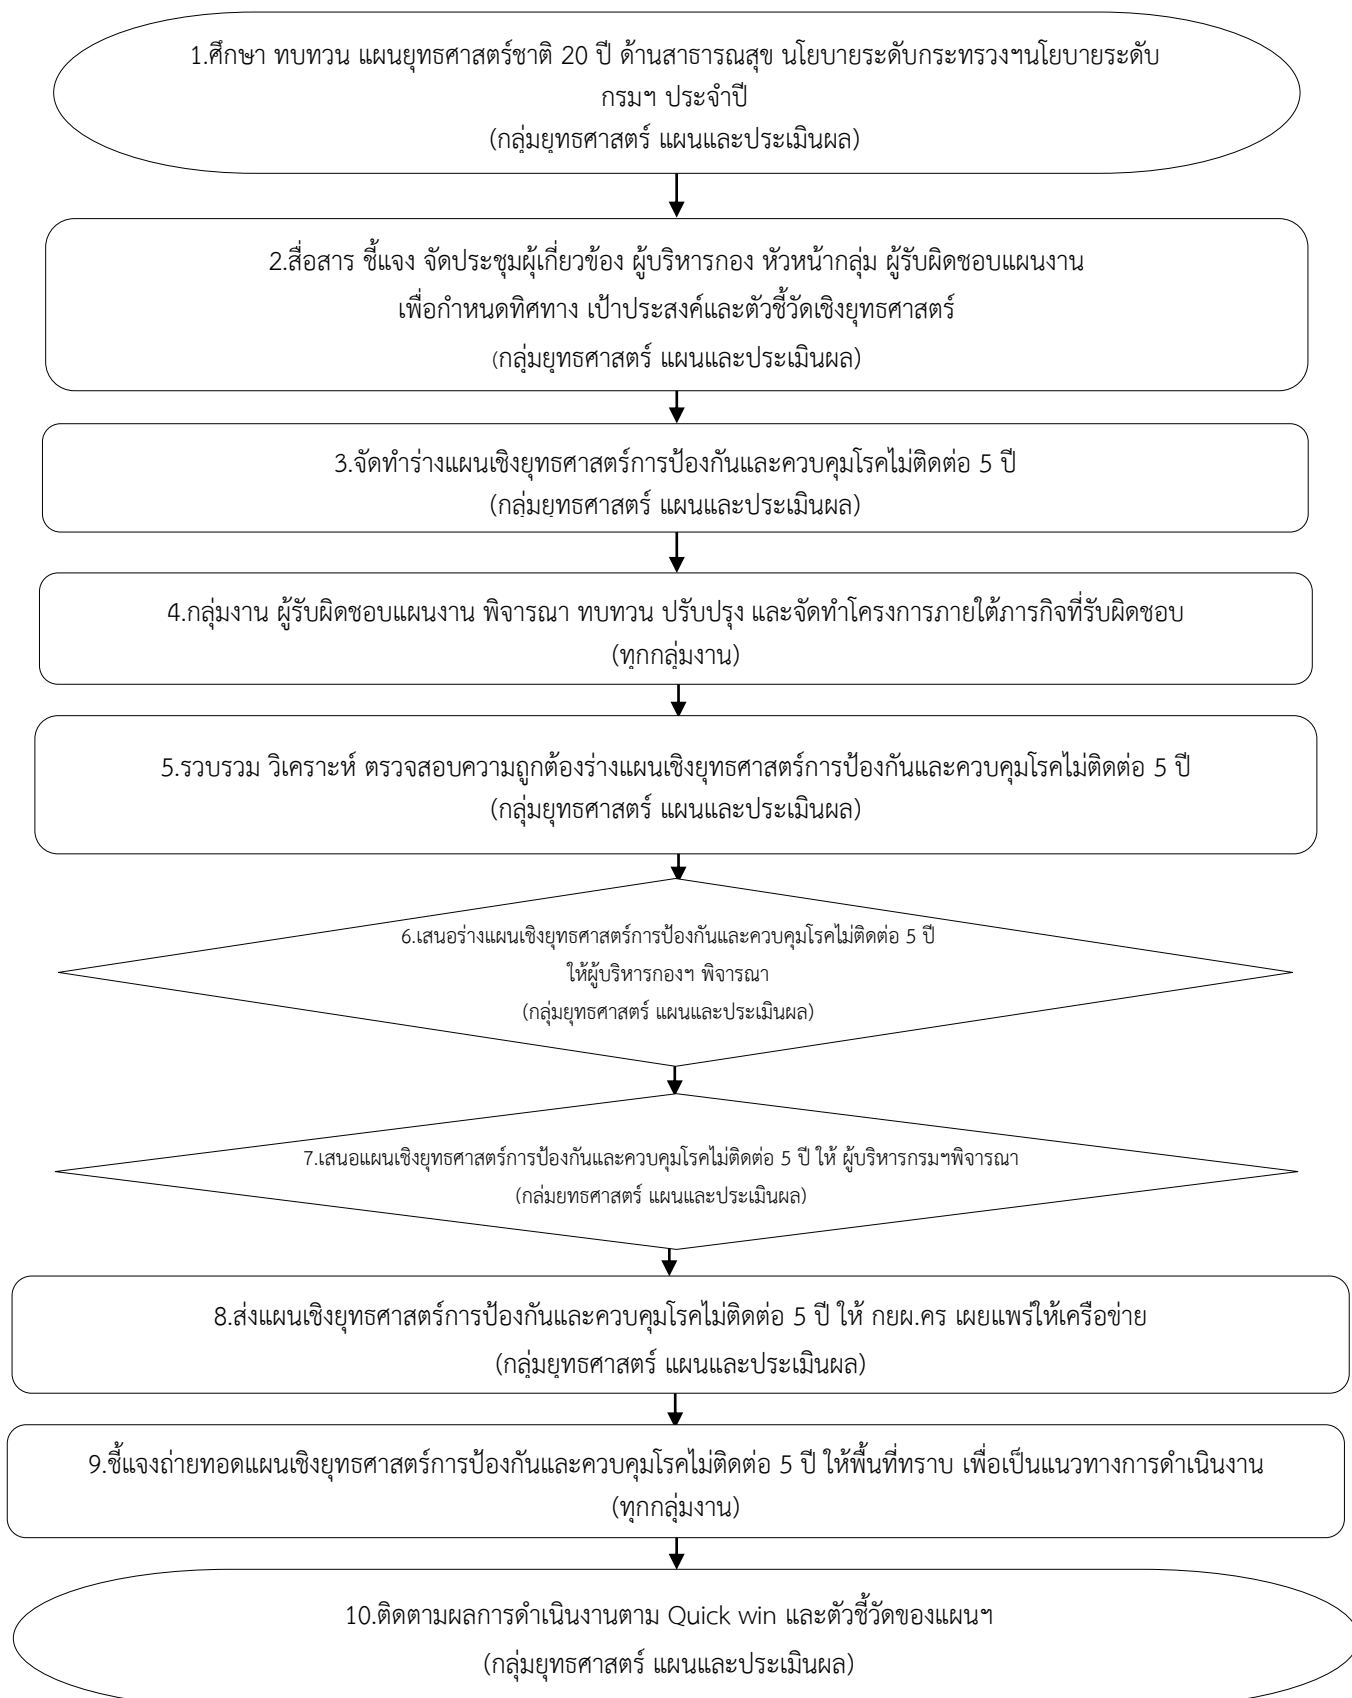 1.ศึกษา ทบทวน แผนยุทธศาสตร์ชาติ 20 ปี ด้านสาธารณสุข นโยบายระดับกระทรวงฯนโยบายระดับ
กรมฯ ประจำปี
(กลุ่มยุทธศาสตร์ แผนและประเมินผล)
2.สื่อสาร ชี้แจง จัดประชุมผุ้เกี่ยวข้อง ผู้บริหารกอง หัวหน้ากลุ่ม ผู้รับผิดชอบแผนงาน
เพื่อกำหนดทิศทาง เป้าประสงค์และตัวชี้วัดเชิงยุทธศาสตร์
(กลุ่มยุทธศาสตร์ แผนและประเมินผล)
3.จัดทำร่างแผนเชิงยุทธศาสตร์การป้องกันและควบคุมโรคไม่ติดต่อ 5 ปี
(กลุ่มยุทธศาสตร์ แผนและประเมินผล)
4.กลุ่มงาน ผู้รับผิดชอบแผนงาน พิจารณา ทบทวน ปรับปรุง และจัดทำโครงการภายใต้ภารกิจที่รับผิดชอบ
(ทุกกลุ่มงาน)
5.รวบรวม วิเคราะห์ ตรวจสอบความถูกต้องร่างแผนเชิงยุทธศาสตร์การป้องกันและควบคุมโรคไม่ติดต่อ 5 ปี
(กลุ่มยุทธศาสตร์ แผนและประเมินผล)
6.เสนอร่างแผนเชิงยุทธศาสตร์การป้องกันและควบคุมโรคไม่ติดต่อ 5 ปี
ให้ผู้บริหารกองฯ พิจารณา
(กลุ่มยุทธศาสตร์ แผนและประเมินผล)
7.เสนอแผนเชิงยุทธศาสตร์การป้องกันและควบคุมโรคไม่ติดต่อ 5 ปี ให้ ผู้บริหารกรมฯพิจารณา
(กลุ่มยุทธศาสตร์ แผนและประเมินผล)
8.ส่งแผนเชิงยุทธศาสตร์การป้องกันและควบคุมโรคไม่ติดต่อ 5 ปี ให้ กยผ.คร เผยแพร่ให้เครือข่าย
(กลุ่มยุทธศาสตร์ แผนและประเมินผล)
9.ชี้แจงถ่ายทอดแผนเชิงยุทธศาสตร์การป้องกันและควบคุมโรคไม่ติดต่อ 5 ปี ให้พื้นที่ทราบ เพื่อเป็นแนวทางการดำเนินงาน
(ทุกกลุ่มงาน)
10.ติดตามผลการดำเนินงานตาม Quick win และตัวชี้วัดของแผนฯ
(กลุ่มยุทธศาสตร์ แผนและประเมินผล)